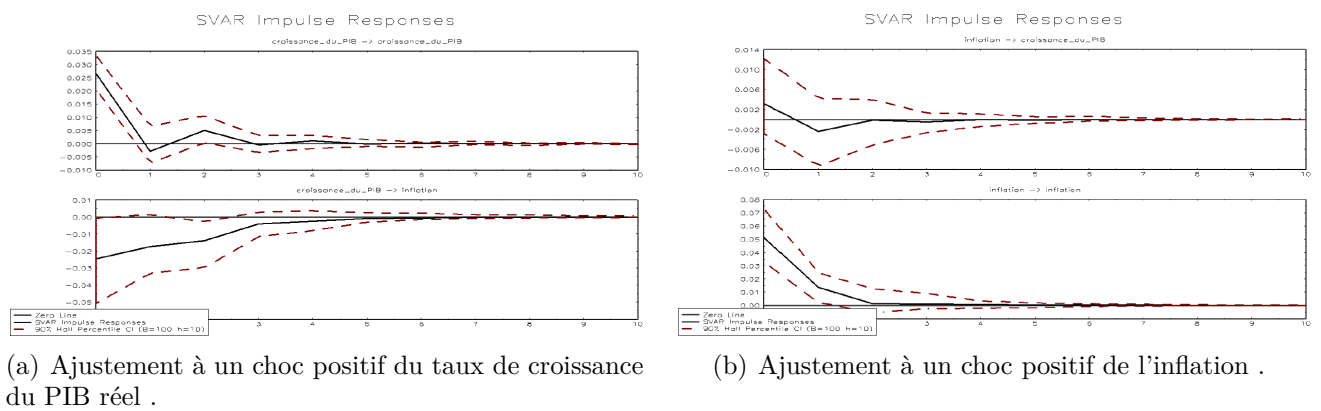 SVAR Impulse Responses
croissance_du_PIB -> croissance_du_PIB
0.035
0.030
0.025
0.020
0.015
0.010
0.005
0.000
-0.005
-0.010
0 1 2 3 4 5 6 7 8 9 10
croissance_du_PIB -> inflation
0.01
0.00
-0.01
-0.02
-0.03
-0.04
-0.05
3 4 5 6 7 8 9 10
Zero Line
SVAR Impulse Responses
90% Hall Percentile CI (B=100 h=10)
(a) Ajustement à un choc positif du taux de croissance
du PIB réel .
SVAR Impulse Responses
inflation -> croissance_du_PIB
0.014
0.010
0.006
0.002
-0.002
-0.006
-0.010
0 1 2 3 4 5 6 7 8 9 10
inflation -> inflation
0.08
0.07
0.06
0.05
0.04
0.03
0.02
0.01
0.00
3 4 5 6 7 8 9 10
Zero Line
SVAR Impulse Responses
90% Hall Percentile CI (B=100 h=10)
(b) Ajustement à un choc positif de l'inflation .